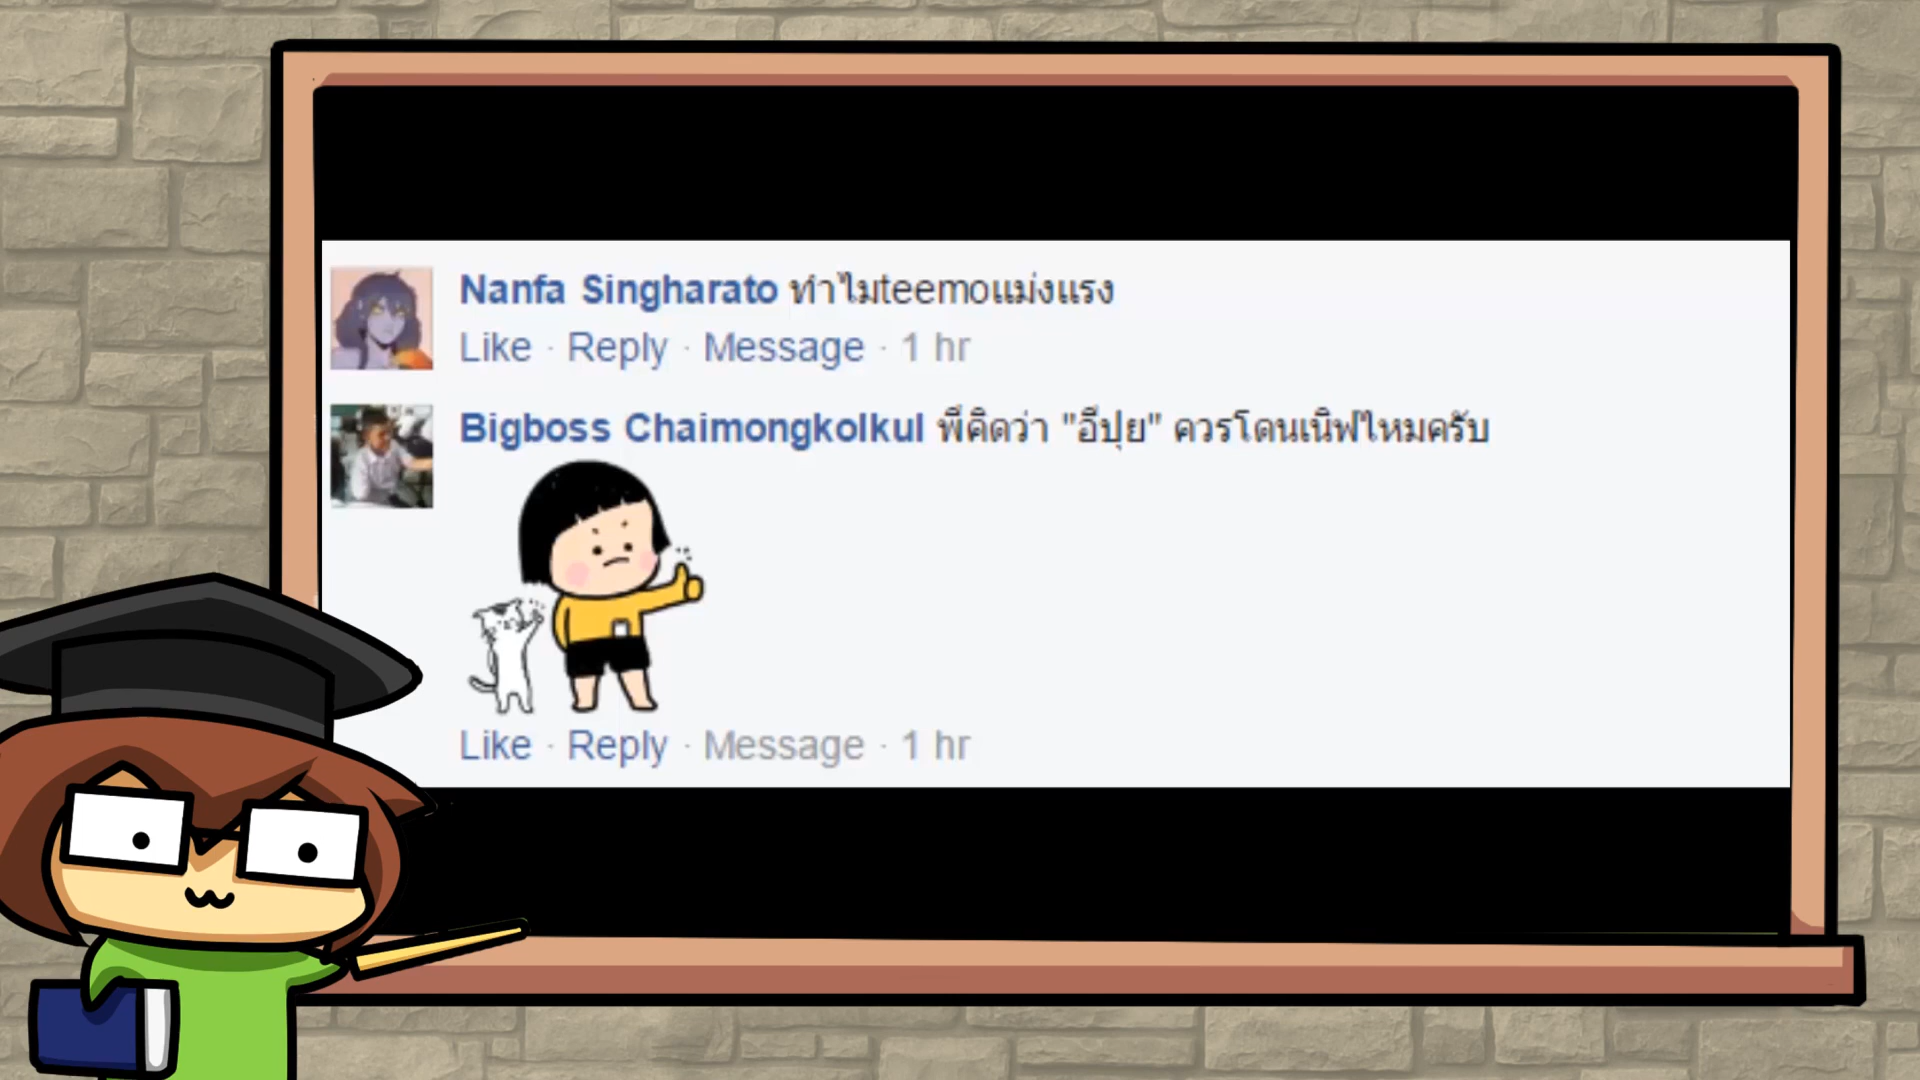 Nanfa Singharato ทำไมteemoแม่งแรง
Like · Reply · Message · 1 hr
Bigboss Chaimongkolkul พี่คิดว่า "อีปุย" ควรโดนเนิฟไหมครับ
Like · Reply · Message · 1 hr